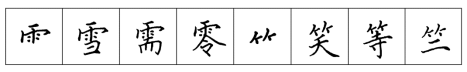 ⻗ 雪 需 零 ⺮ 笑 等 竺